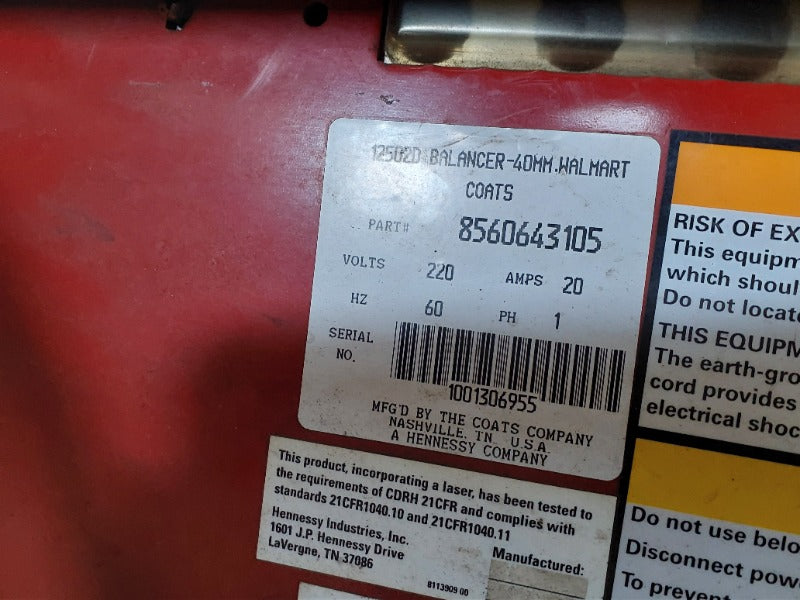 12502D BALANCER-40MM.WALMART
COATS
PART# 8560643105
VOLTS 220 AMPS 20
HZ 60 PH 1
SERIAL
NO.
1001306955
MFG'D BY THE COATS COMPANY
NASHVILLE, TN U.S.A
A HENNESSY COMPANY
This product, incorporating a laser, has been tested to
the requirements of CDRH 21CFR and complies with
standards 21CFR1040.10 and 21CFR1040.11
Hennessy Industries, Inc.
1601 J.P. Hennessy Drive
LaVergne, TN 37086
Manufactured:
8113909 00
RISK OF EX
This equipm
which shoul
Do not locate
THIS EQUIPM
The earth-gro
cord provides
electrical shoc
Do not use belo
Disconnect powe
To prevent